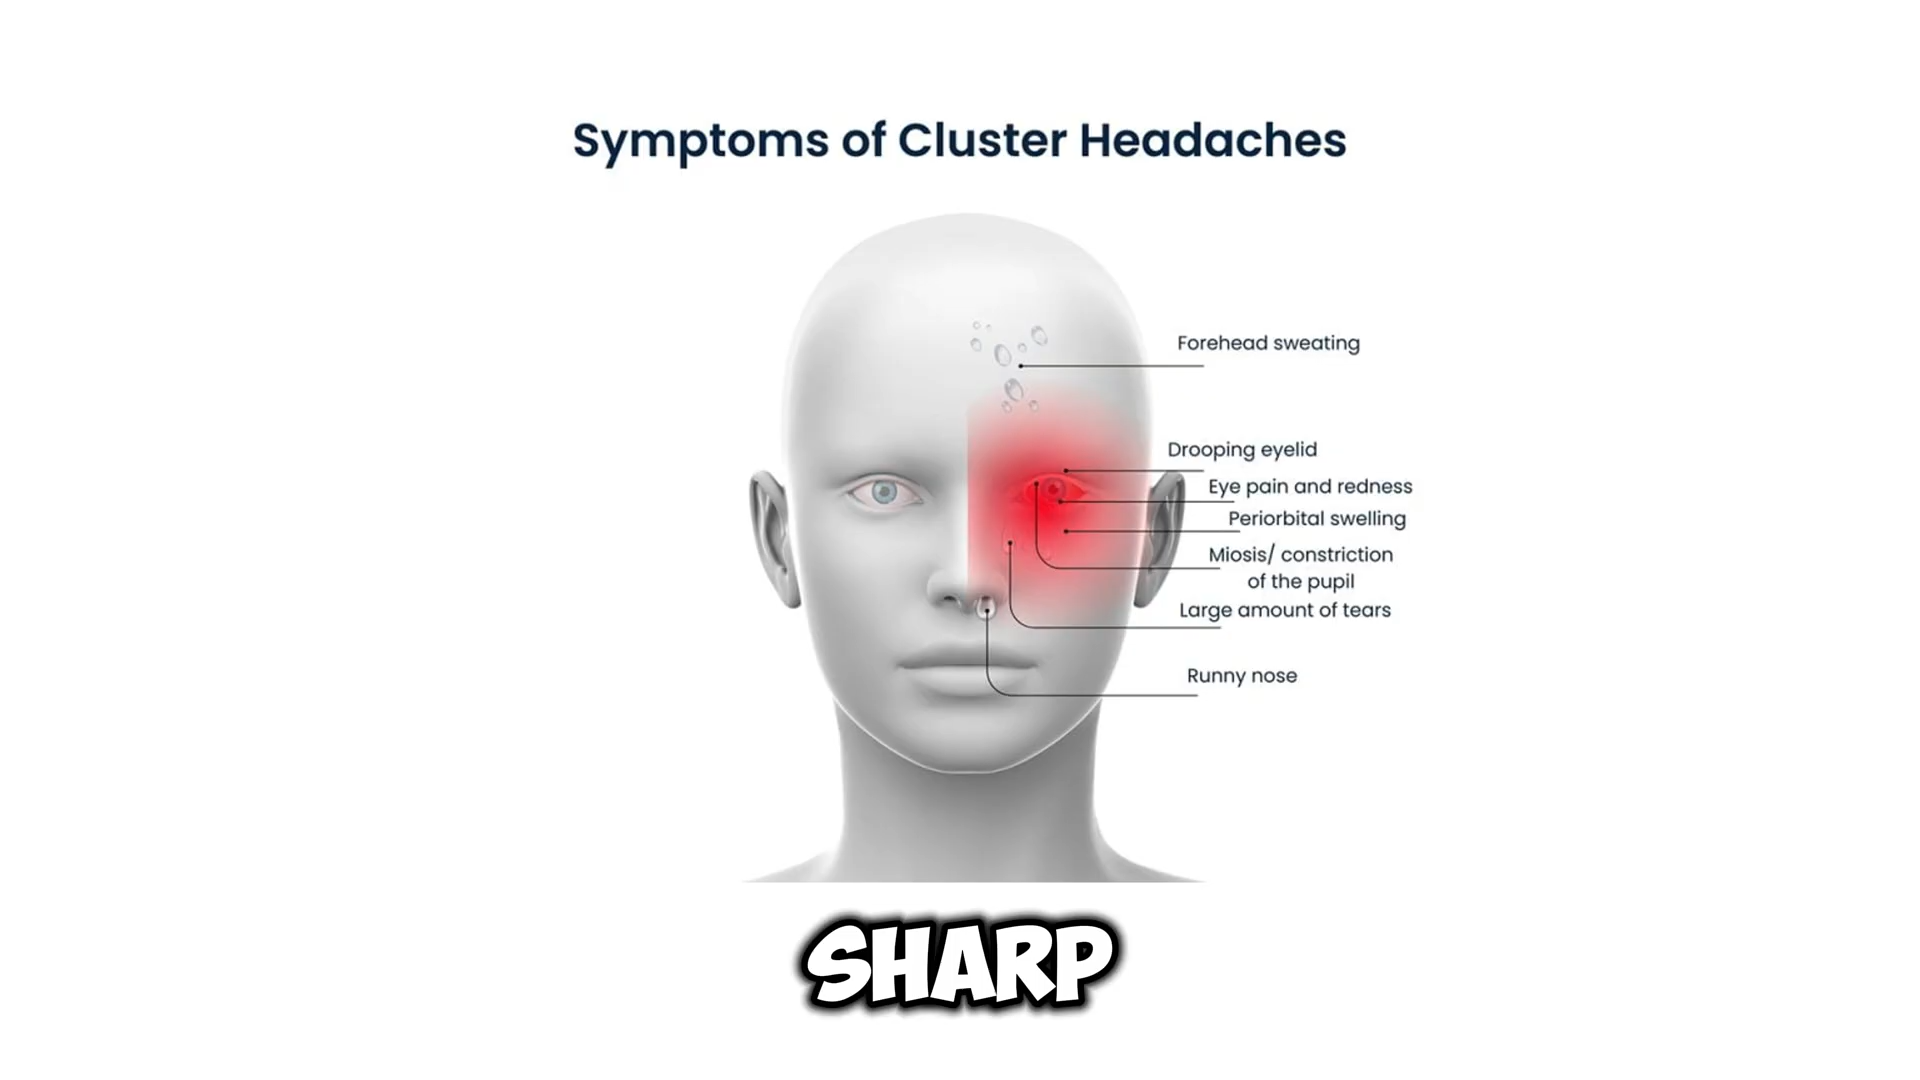 Symptoms of Cluster Headaches
Forehead sweating
Drooping eyelid
Eye pain and redness
Periorbital swelling
Miosis/ constriction
of the pupil
Large amount of tears
Runny nose
SHARP